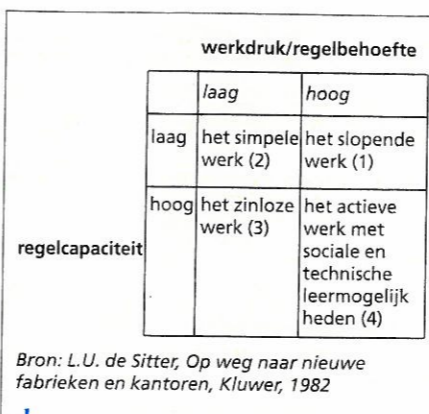 werkdruk/regelbehoefte
laag hoog
laag het simpele het slopende
werk (2) werk (1)
hoog het zinloze het actieve
werk (3) werk met
sociale en
regelcapaciteit technische
leermogelijk
heden (4)
Bron: L.U. de Sitter, Op weg naar nieuwe
fabrieken en kantoren, Kluwer, 1982